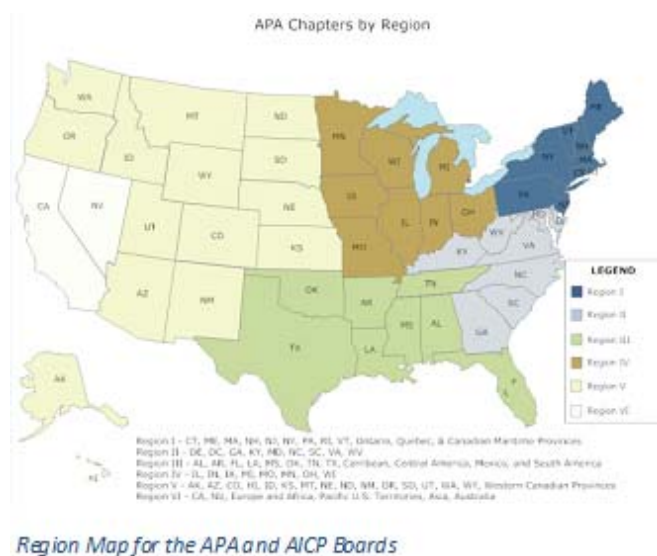 APA Chapters by Region
WA
MT
ND
MN
ME
VT
OR
ID
SD
WI
MI
NY
WY
IA
PA
NE
NV
CA
UT
CO
IL
IN
OH
WV
VA
KS
MO
KY
AZ
NM
OK
AR
TN
NC
SC
MS
AL
GA
TX
LA
FL
AK
LEGEND
Region I
Region II
Region III
Region IV
Region V
Region VI
Region I - CT, ME, MA, NH, NJ, NY, PA, RI, VT, Ontario, Quebec, & Canadian Maritime Provinces
Region II - DE, DC, GA, KY, MD, NC, SC, VA, WV
Region III - AL, AR, FL, LA, MS, OK, TN, TX, Carribean, Central America, Mexico, and South America
Region IV - IL, IN, IA, MI, MO, MN, OH, WI
Region V - AK, AZ, CO, HI, ID, KS, MT, NE, ND, NM, OR, SD, UT, WA, WY, Western Canadian Provinces
Region VI - CA, NV, Europe and Africa, Pacific U.S. Territories, Asia, Australia
Region Map for the APA and AICP Boards